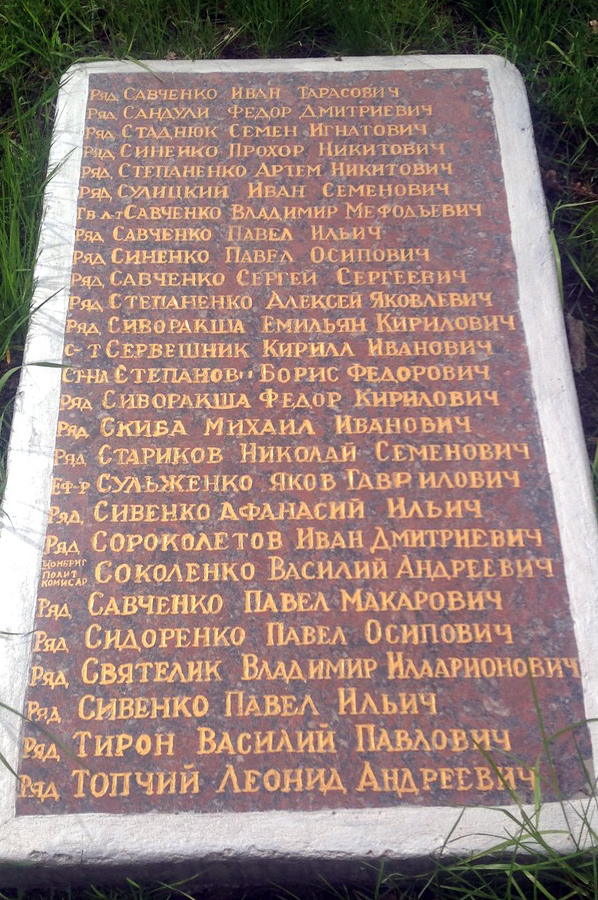 Ряд Савченко Иван Тарасович
Ряд Сандули Федор Дмитриевич
Ряд Стаднюк Семен Игнатович
Ряд Синенко Прохор Никитович
Ряд Степаненко Артем Никитович
Ряд Сулицкий Иван Семенович
Гв л-т Савченко Владимир Мефодъевич
Ряд Савченко Павел Ильич
Ряд Синенко Павел Осипович
Ряд Савченко Сергей Сергеевич
Ряд Степаненко Алексей Яковлевич
Ряд Сиворакша Емильян Кирилович
С-т Сервешник Кирилл Иванович
Степанов Борис Федорович
Ряд Сиворакша Федор Кирилович
Ряд Скиба Михаил Иванович
Ряд Стариков Николай Семенович
Еф-р Сульженко Яков Гаврилович
Ряд Сивенко Афанасий Ильич
Ряд Сороколетов Иван Дмитриевич
Полит
комисар Соколенко Василий Андреевич
Ряд Савченко Павел Макарович
Ряд Сидоренко Павел Осипович
Ряд Святелик Владимир Илаарионович
Ряд Сивенко Павел Ильич
Ряд Тирон Василий Павлович
Ряд Топчий Леонид Андреевич